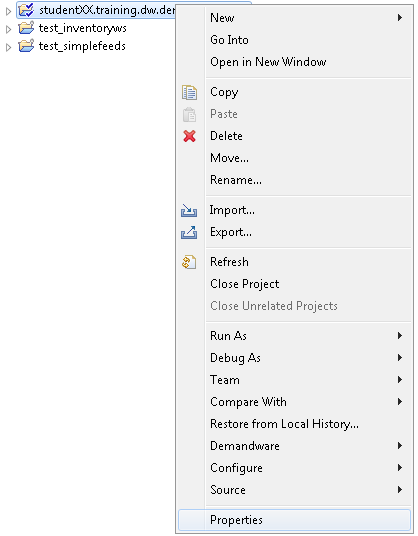 studentXX.training.dw.der
test_inventoryws
test_simplefeeds
New
Go Into
Open in New Window
Copy
Paste
Delete
Move...
Rename...
Import...
Export...
Refresh
Close Project
Close Unrelated Projects
Run As
Debug As
Team
Compare With
Restore from Local History...
Demandware
Configure
Source
Properties